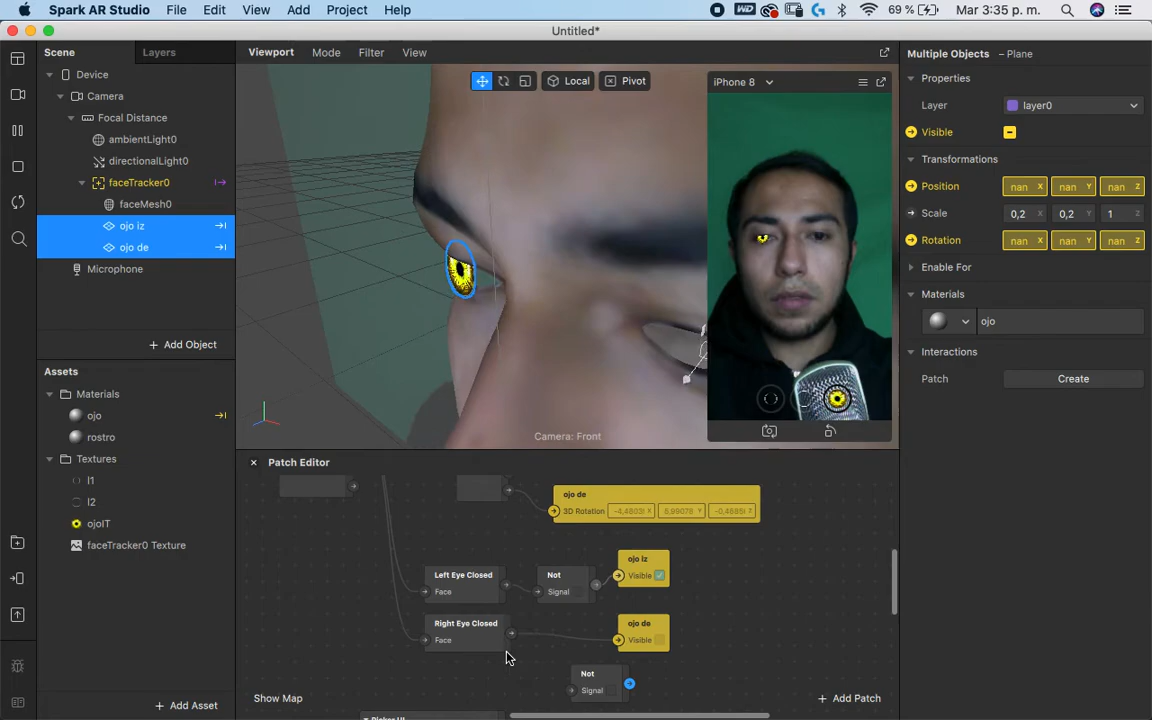 Spark AR Studio File Edit View Add Project Help 69 % Mar 3:35 p. m.
Untitled*
Scene Layers
Device
Camera
Focal Distance
ambientLight0
directionalLight0
faceTracker0
faceMesh0
ojo iz
ojo de
Microphone
Add Object
Assets
Materials
ojo
rostro
Textures
l1
l2
ojoIT
faceTracker0 Texture
Add Asset
Viewport Mode Filter View
Local Pivot
Camera: Front
iPhone 8
Patch Editor
ojo de
3D Rotation
Left Eye Closed
Face
Not
Signal
ojo iz
Visible
Right Eye Closed
Face
ojo de
Visible
Not
Signal
Show Map
Add Patch
Multiple Objects – Plane
Properties
Layer layer0
Visible
Transformations
Position nan X nan Y nan Z
Scale 0,2 X 0,2 Y 1 Z
Rotation nan X nan Y nan Z
Enable For
Materials
ojo
Interactions
Patch Create